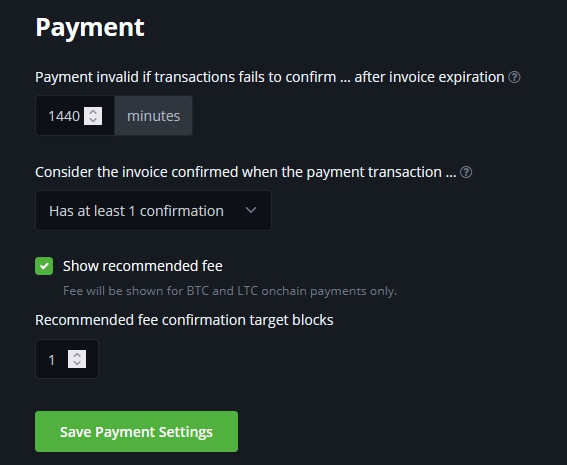 Payment
Payment invalid if transactions fails to confirm ... after invoice expiration ?
1440 minutes
Consider the invoice confirmed when the payment transaction ... ?
Has at least 1 confirmation
Show recommended fee
Fee will be shown for BTC and LTC onchain payments only.
Recommended fee confirmation target blocks
1
Save Payment Settings